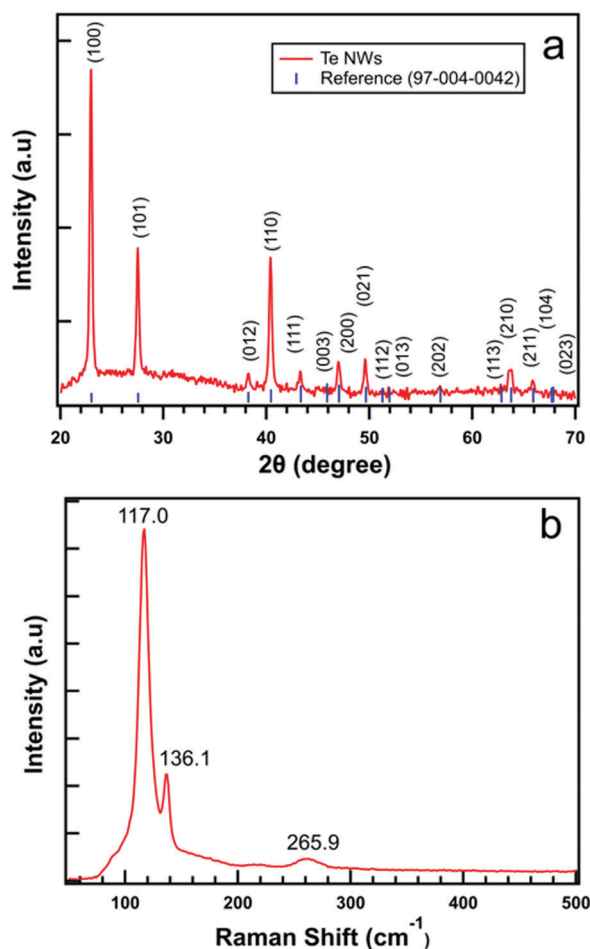 a
Te NWs
Reference (97-004-0042)
(100)
(101)
(012)
(110)
(111)
(003)
(200)
(021)
(112)
(013)
(202)
(113)
(210)
(211)
(104)
(023)
Intensity (a.u)
20 30 40 50 60 70
2θ (degree)
b
117.0
136.1
265.9
Intensity (a.u)
100 200 300 400 500
Raman Shift (cm⁻¹)